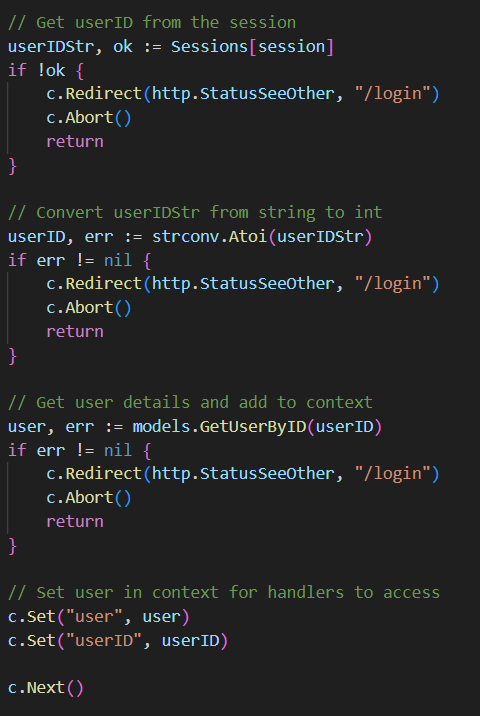 // Get userID from the session
userIDStr, ok := Sessions[session]
if !ok {
    c.Redirect(http.StatusSeeOther, "/login")
    c.Abort()
    return
}

// Convert userIDStr from string to int
userID, err := strconv.Atoi(userIDStr)
if err != nil {
    c.Redirect(http.StatusSeeOther, "/login")
    c.Abort()
    return
}

// Get user details and add to context
user, err := models.GetUserByID(userID)
if err != nil {
    c.Redirect(http.StatusSeeOther, "/login")
    c.Abort()
    return
}

// Set user in context for handlers to access
c.Set("user", user)
c.Set("userID", userID)

c.Next()